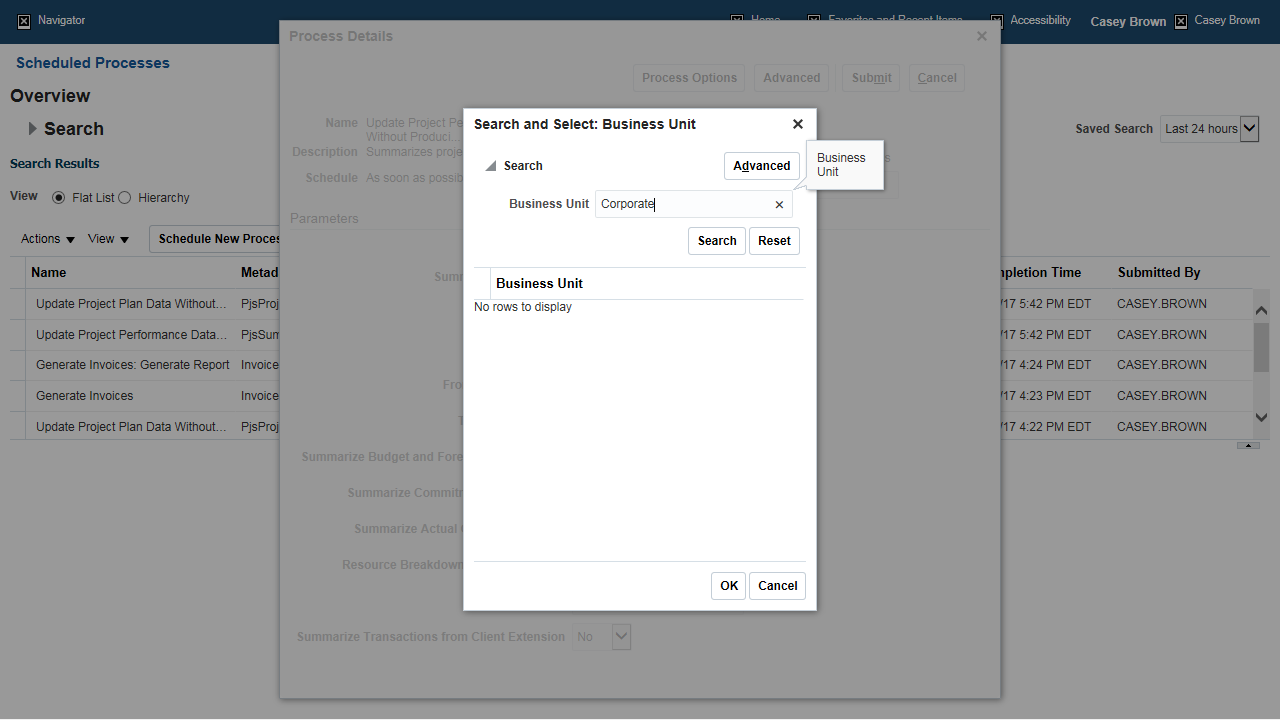 Navigator
Home
Favorites and Recent Items
Accessibility
Casey Brown
Casey Brown
Process Details
Scheduled Processes
Process Options
Advanced
Submit
Cancel
Overview
Search
Name
Update Project Pe
Without Produci...
Description
Summarizes proje
Schedule
As soon as possib
Saved Search
Last 24 hours
Search Results
View
Flat List
Hierarchy
Parameters
Actions
View
Schedule New Proces
Name
Metad
mpletion Time
Submitted By
Update Project Plan Data Without...
PjsProj
/17 5:42 PM EDT
CASEY.BROWN
Update Project Performance Data...
PjsSum
/17 5:42 PM EDT
CASEY.BROWN
Generate Invoices: Generate Report
Invoice
/17 4:24 PM EDT
CASEY.BROWN
Generate Invoices
Invoice
/17 4:23 PM EDT
CASEY.BROWN
Update Project Plan Data Without...
PjsProj
/17 4:22 PM EDT
CASEY.BROWN
Summ
Fro
T
Summarize Budget and Fore
Summarize Commitm
Summarize Actual
Resource Breakdown
Summarize Transactions from Client Extension
No
Search and Select: Business Unit
Search
Advanced
Business Unit
Corporate
Search
Reset
Business Unit
No rows to display
OK
Cancel
Business
Unit